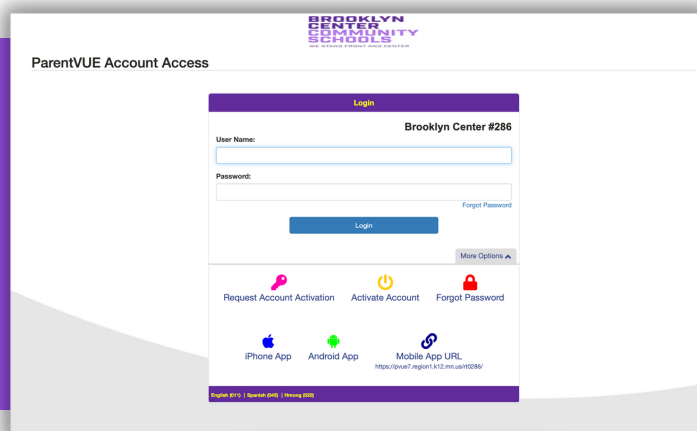 BROOKLYN
CENTER
COMMUNITY
SCHOOLS
WE STAND FRONT AND CENTER
ParentVUE Account Access
Login
Brooklyn Center #286
User Name:
Password:
Forgot Password
Login
More Options
Request Account Activation
Activate Account
Forgot Password
iPhone App
Android App
Mobile App URL
https://pvue7.region1.k12.mn.us/rt0286/
English (011) | Spanish (045) | Hmong (020)